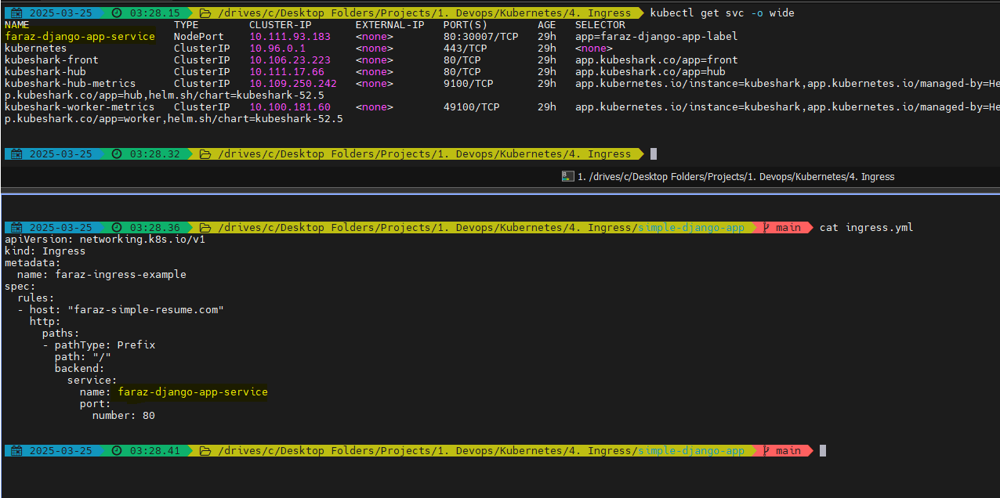 2025-03-25 03:28.15 /drives/c/Desktop Folders/Projects/1. Devops/Kubernetes/4. Ingress kubectl get svc -o wide
NAME TYPE CLUSTER-IP EXTERNAL-IP PORT(S) AGE SELECTOR
faraz-django-app-service NodePort 10.111.93.183 <none> 80:30007/TCP 29h app=faraz-django-app-label
kubernetes ClusterIP 10.96.0.1 <none> 443/TCP 29h <none>
kubeshark-front ClusterIP 10.106.23.223 <none> 80/TCP 29h app.kubeshark.co/app=front
kubeshark-hub ClusterIP 10.111.17.66 <none> 80/TCP 29h app.kubeshark.co/app=hub
kubeshark-hub-metrics ClusterIP 10.109.250.242 <none> 9100/TCP 29h app.kubernetes.io/instance=kubeshark,app.kubernetes.io/managed-by=He
p.kubeshark.co/app=hub,helm.sh/chart=kubeshark-52.5
kubeshark-worker-metrics ClusterIP 10.100.181.60 <none> 49100/TCP 29h app.kubernetes.io/instance=kubeshark,app.kubernetes.io/managed-by=He
p.kubeshark.co/app=worker,helm.sh/chart=kubeshark-52.5
2025-03-25 03:28.32 /drives/c/Desktop Folders/Projects/1. Devops/Kubernetes/4. Ingress
1. /drives/c/Desktop Folders/Projects/1. Devops/Kubernetes/4. Ingress
2025-03-25 03:28.36 /drives/c/Desktop Folders/Projects/1. Devops/Kubernetes/4. Ingress/simple-django-app main cat ingress.yml
apiVersion: networking.k8s.io/v1
kind: Ingress
metadata:
  name: faraz-ingress-example
spec:
  rules:
  - host: "faraz-simple-resume.com"
    http:
      paths:
      - pathType: Prefix
        path: "/"
        backend:
          service:
            name: faraz-django-app-service
            port:
              number: 80
2025-03-25 03:28.41 /drives/c/Desktop Folders/Projects/1. Devops/Kubernetes/4. Ingress/simple-django-app main